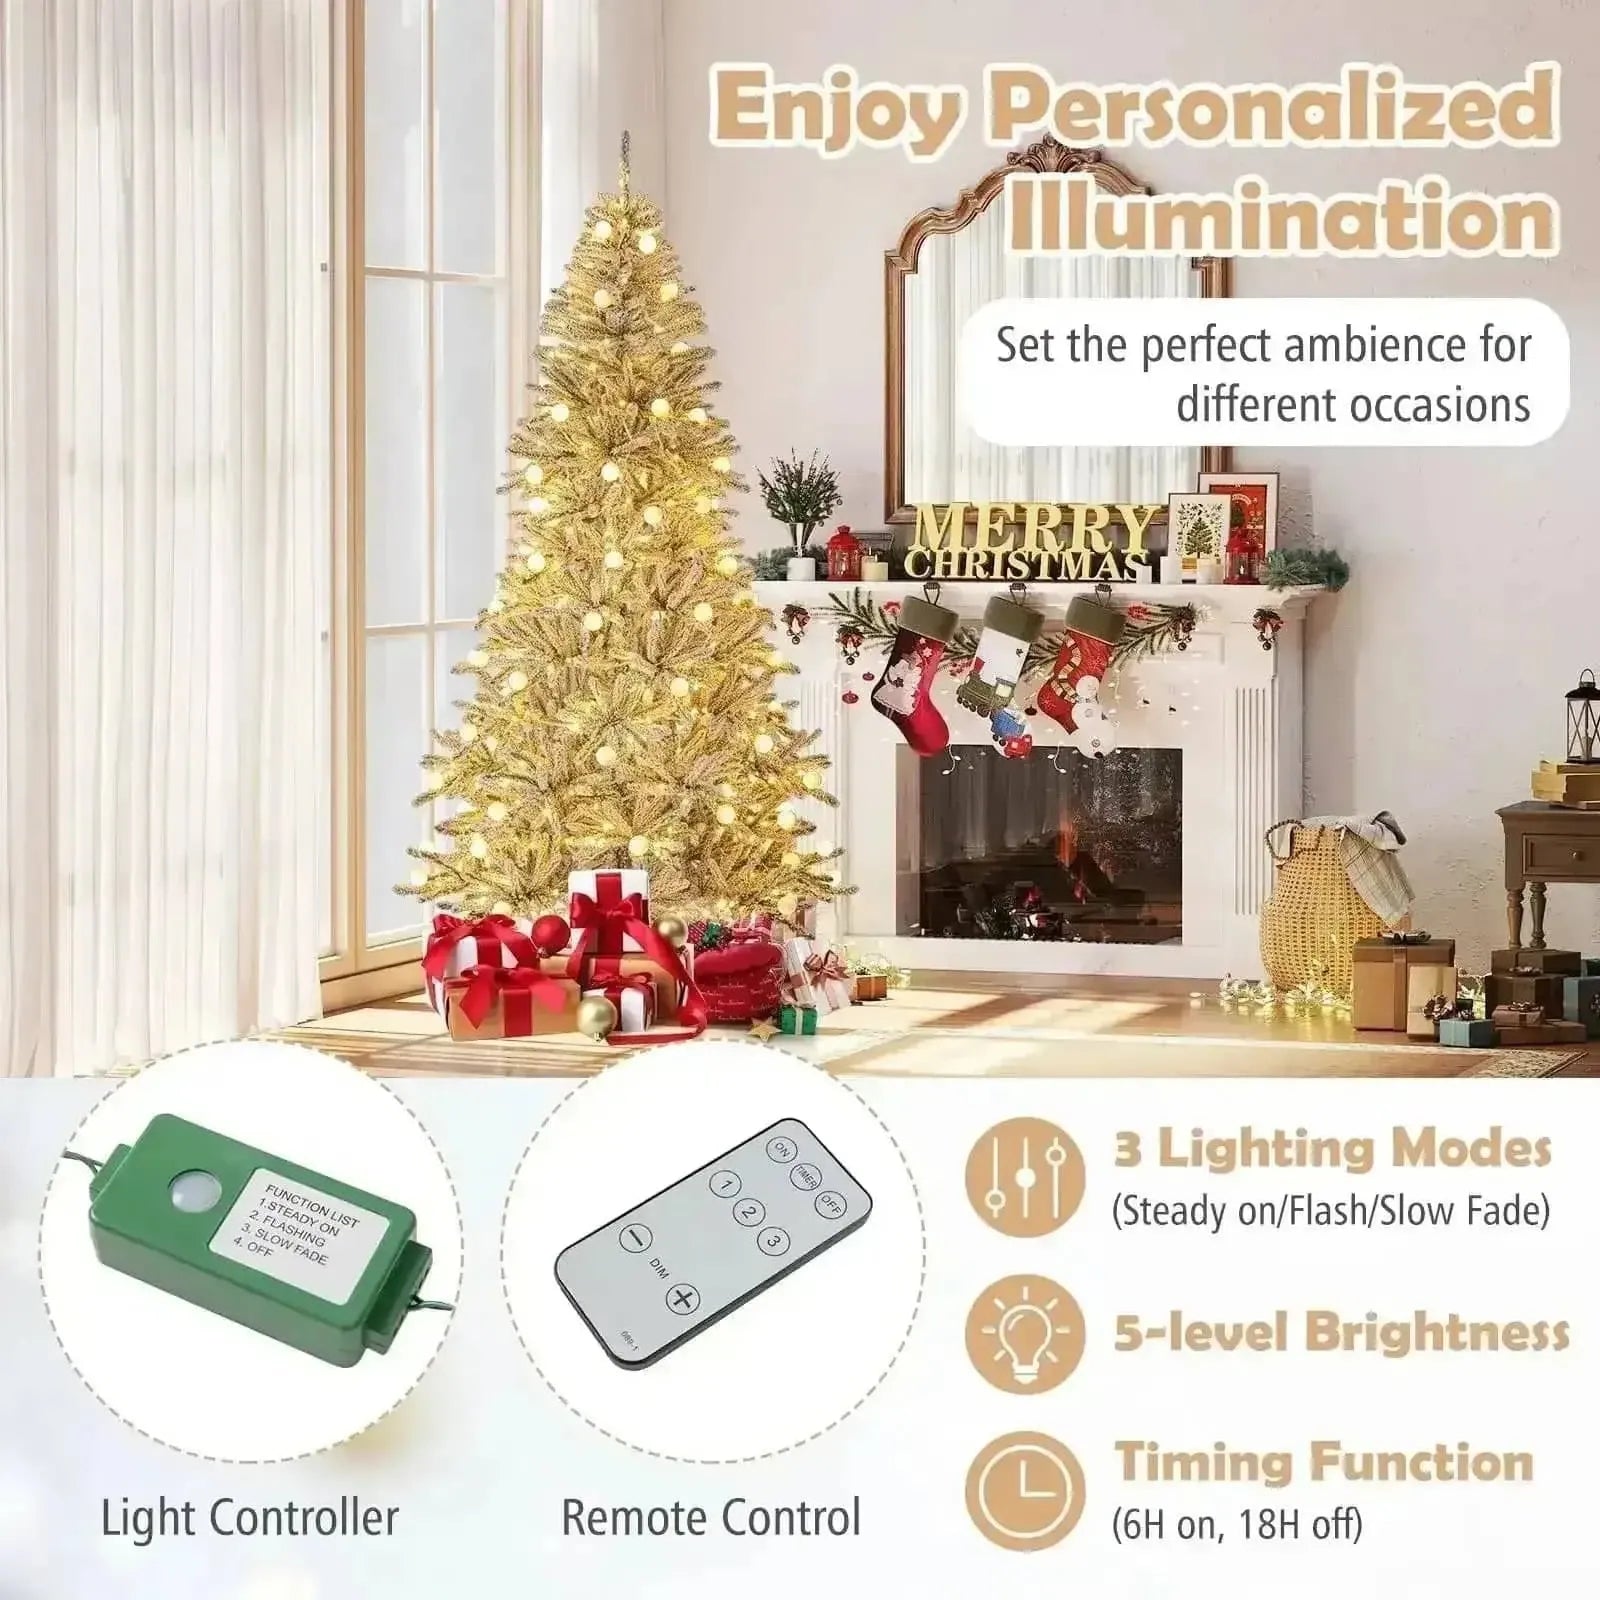 Enjoy Personalized
Illumination
Set the perfect ambience for
different occasions
MERRY
CHRISTMAS
FUNCTION LIST
1.STEADY ON
2. FLASHING
3. SLOW FADE
4. OFF
Light Controller
ON
TIMER
OFF
1
2
3
−
DIM
+
Remote Control
3 Lighting Modes
(Steady on/Flash/Slow Fade)
5-level Brightness
Timing Function
(6H on, 18H off)